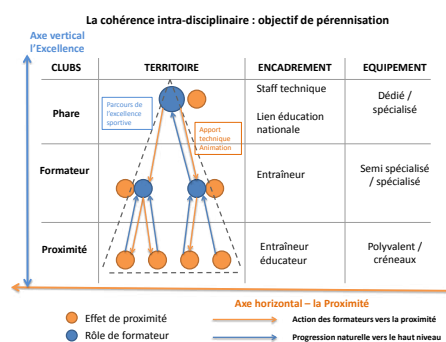 La cohérence intra-disciplinaire : objectif de pérennisation
Axe vertical
l'Excellence
CLUBS TERRITOIRE ENCADREMENT EQUIPEMENT
Phare
Parcours de
l'excellence
sportive
Apport
technique
Animation
Staff technique
Lien éducation
nationale
Dédié /
spécialisé
Formateur
Entraîneur
Semi spécialisé
/ spécialisé
Proximité
Entraîneur
éducateur
Polyvalent /
créneaux
Axe horizontal – la Proximité
Effet de proximité
Action des formateurs vers la proximité
Rôle de formateur
Progression naturelle vers le haut niveau